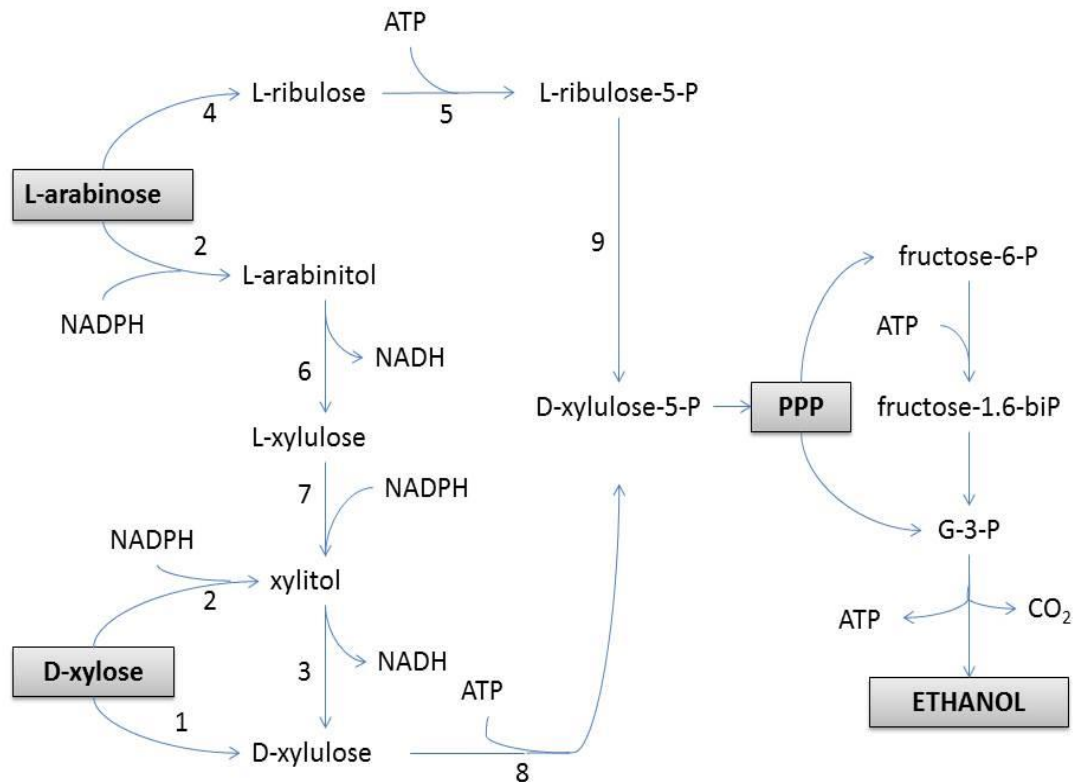 ATP
L-ribulose
L-ribulose-5-P
4
5
L-arabinose
2
9
L-arabinitol
fructose-6-P
NADPH
ATP
NADH
6
D-xylulose-5-P
PPP
fructose-1.6-biP
L-xylulose
7
NADPH
G-3-P
NADPH
xylitol
2
ATP
CO₂
D-xylose
3
NADH
ATP
ETHANOL
1
D-xylulose
8